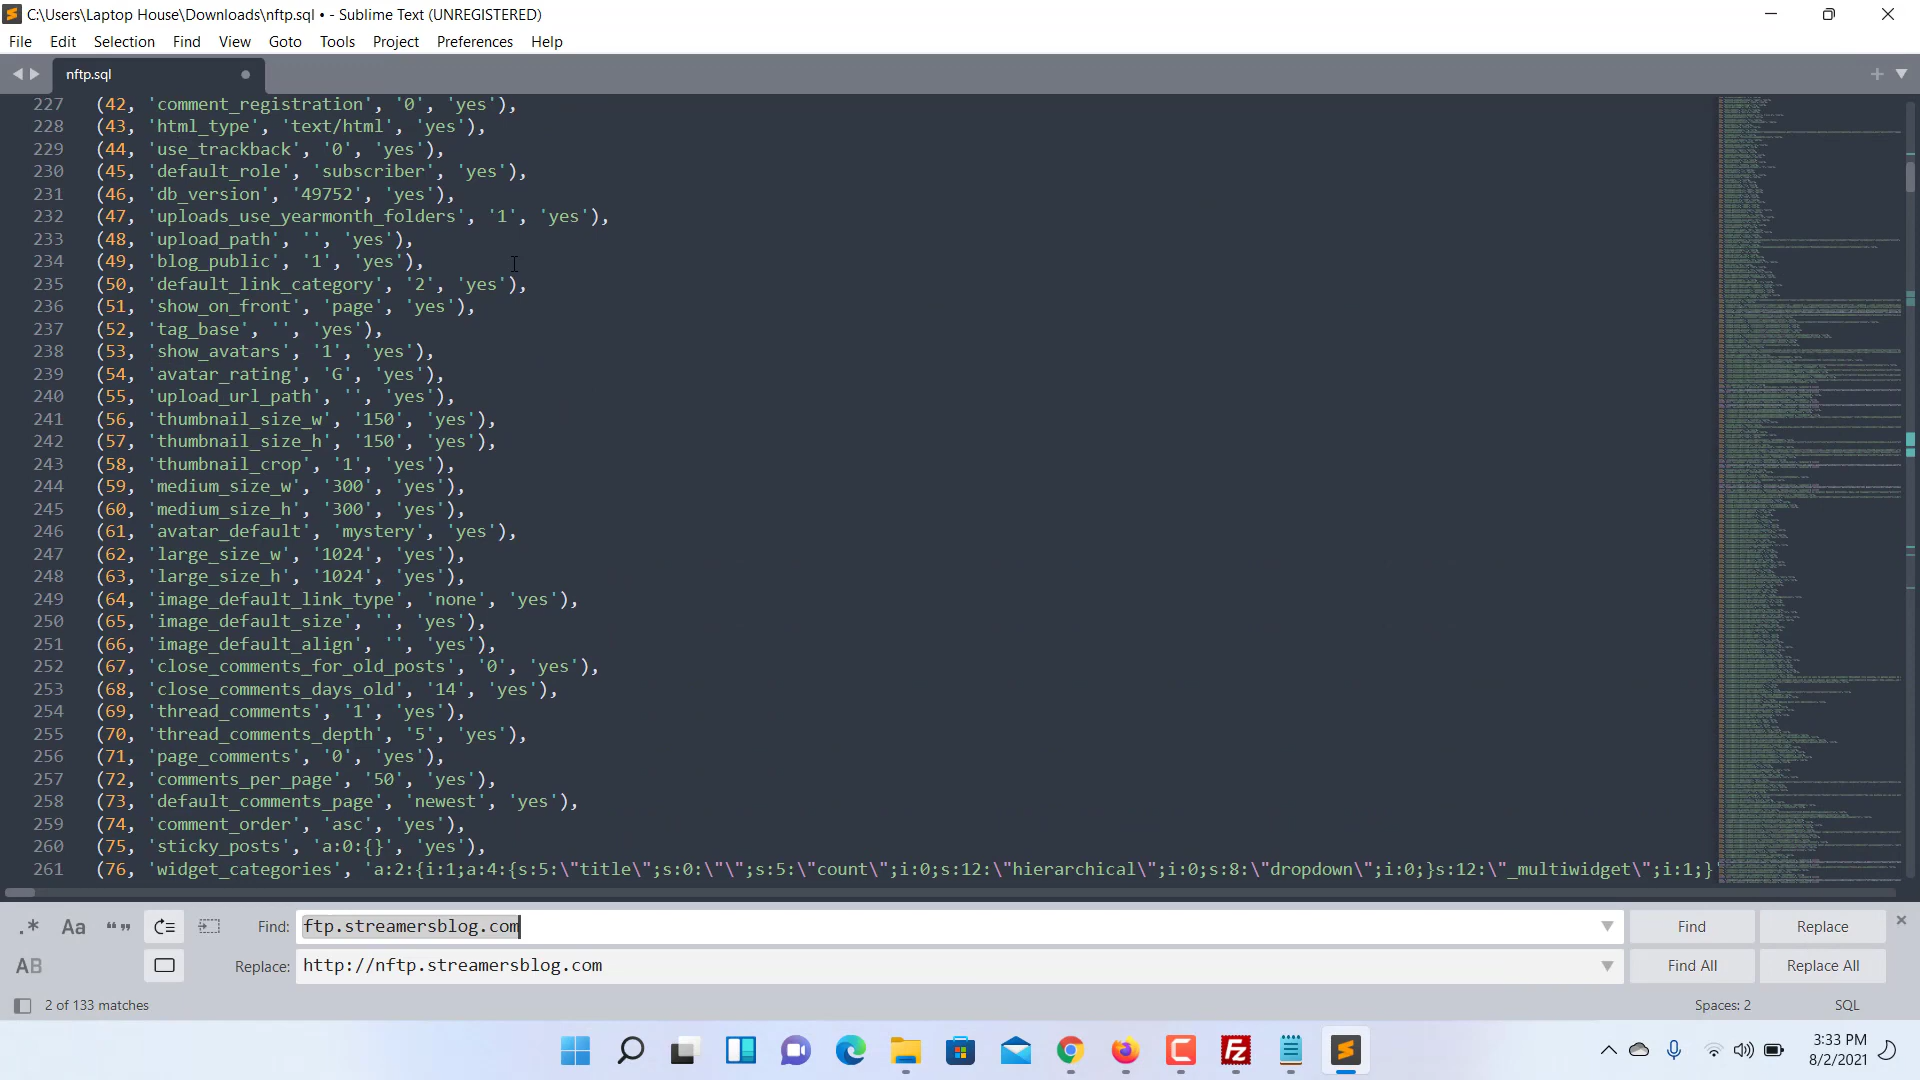 C:\Users\Laptop House\Downloads\nftp.sql • - Sublime Text (UNREGISTERED)
File Edit Selection Find View Goto Tools Project Preferences Help
nftp.sql
227 (42, 'comment_registration', '0', 'yes'),
228 (43, 'html_type', 'text/html', 'yes'),
229 (44, 'use_trackback', '0', 'yes'),
230 (45, 'default_role', 'subscriber', 'yes'),
231 (46, 'db_version', '49752', 'yes'),
232 (47, 'uploads_use_yearmonth_folders', '1', 'yes'),
233 (48, 'upload_path', '', 'yes'),
234 (49, 'blog_public', '1', 'yes'),
235 (50, 'default_link_category', '2', 'yes'),
236 (51, 'show_on_front', 'page', 'yes'),
237 (52, 'tag_base', '', 'yes'),
238 (53, 'show_avatars', '1', 'yes'),
239 (54, 'avatar_rating', 'G', 'yes'),
240 (55, 'upload_url_path', '', 'yes'),
241 (56, 'thumbnail_size_w', '150', 'yes'),
242 (57, 'thumbnail_size_h', '150', 'yes'),
243 (58, 'thumbnail_crop', '1', 'yes'),
244 (59, 'medium_size_w', '300', 'yes'),
245 (60, 'medium_size_h', '300', 'yes'),
246 (61, 'avatar_default', 'mystery', 'yes'),
247 (62, 'large_size_w', '1024', 'yes'),
248 (63, 'large_size_h', '1024', 'yes'),
249 (64, 'image_default_link_type', 'none', 'yes'),
250 (65, 'image_default_size', '', 'yes'),
251 (66, 'image_default_align', '', 'yes'),
252 (67, 'close_comments_for_old_posts', '0', 'yes'),
253 (68, 'close_comments_days_old', '14', 'yes'),
254 (69, 'thread_comments', '1', 'yes'),
255 (70, 'thread_comments_depth', '5', 'yes'),
256 (71, 'page_comments', '0', 'yes'),
257 (72, 'comments_per_page', '50', 'yes'),
258 (73, 'default_comments_page', 'newest', 'yes'),
259 (74, 'comment_order', 'asc', 'yes'),
260 (75, 'sticky_posts', 'a:0:{}', 'yes'),
261 (76, 'widget_categories', 'a:2:{i:1;a:4:{s:5:\"title\";s:0:\"\";s:5:\"count\";i:0;s:12:\"hierarchical\";i:0;s:8:\"dropdown\";i:0;}s:12:\"_multiwidget\";i:1;}
.* Aa “” Find: ftp.streamersblog.com Find Replace
AB Replace: http://nftp.streamersblog.com Find All Replace All
2 of 133 matches Spaces: 2 SQL
3:33 PM
8/2/2021